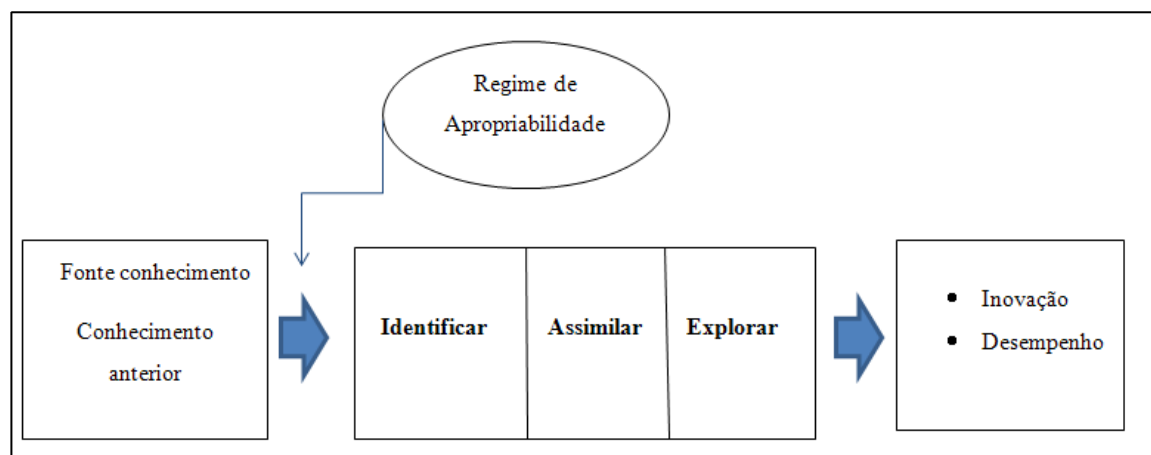 Regime de
Apropriabilidade
Fonte conhecimento
Conhecimento
anterior
Identificar
Assimilar
Explorar
• Inovação
• Desempenho